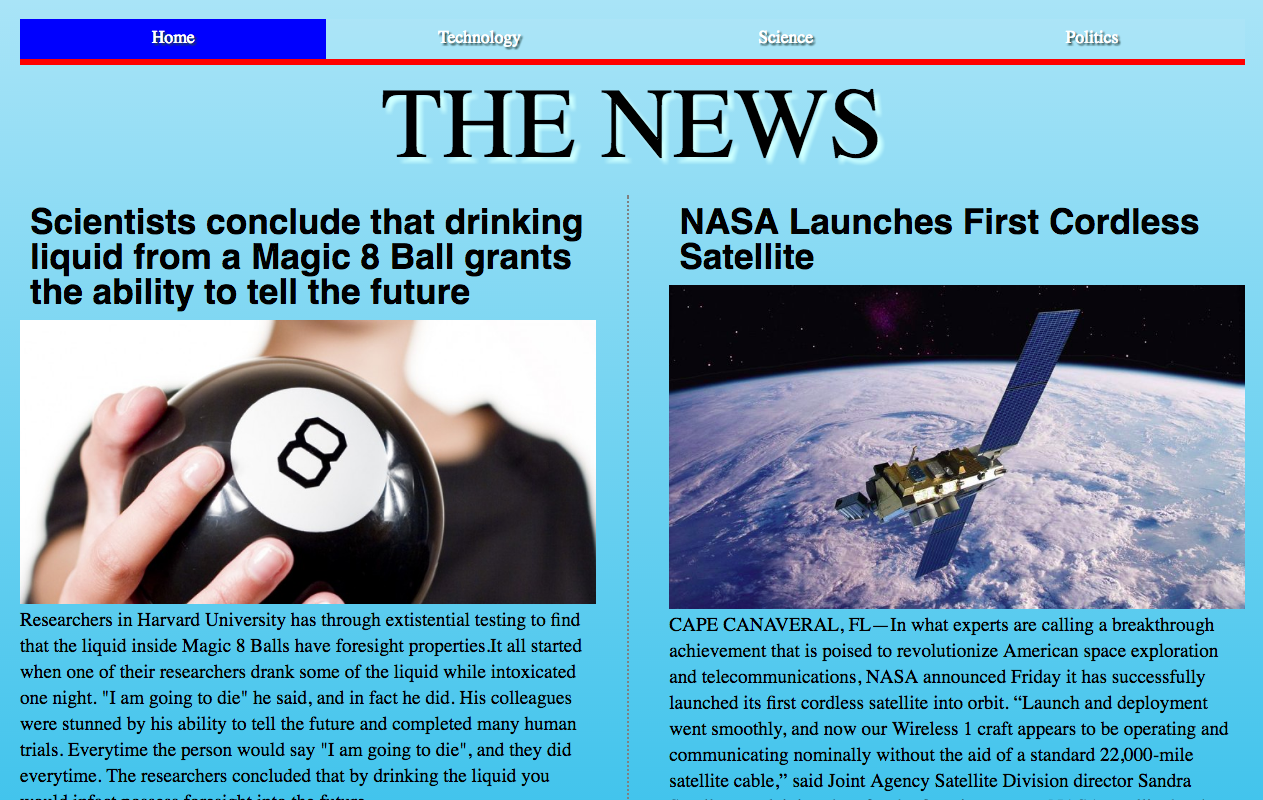 Home
Technology
Science
Politics
THE NEWS
Scientists conclude that drinking
liquid from a Magic 8 Ball grants
the ability to tell the future
8
Researchers in Harvard University has through extistential testing to find
that the liquid inside Magic 8 Balls have foresight properties.It all started
when one of their researchers drank some of the liquid while intoxicated
one night. "I am going to die" he said, and in fact he did. His colleagues
were stunned by his ability to tell the future and completed many human
trials. Everytime the person would say "I am going to die", and they did
everytime. The researchers concluded that by drinking the liquid you
would infact possess foresight into the future.
NASA Launches First Cordless
Satellite
CAPE CANAVERAL, FL—In what experts are calling a breakthrough
achievement that is poised to revolutionize American space exploration
and telecommunications, NASA announced Friday it has successfully
launched its first cordless satellite into orbit. “Launch and deployment
went smoothly, and now our Wireless 1 craft appears to be operating and
communicating nominally without the aid of a standard 22,000-mile
satellite cable,” said Joint Agency Satellite Division director Sandra